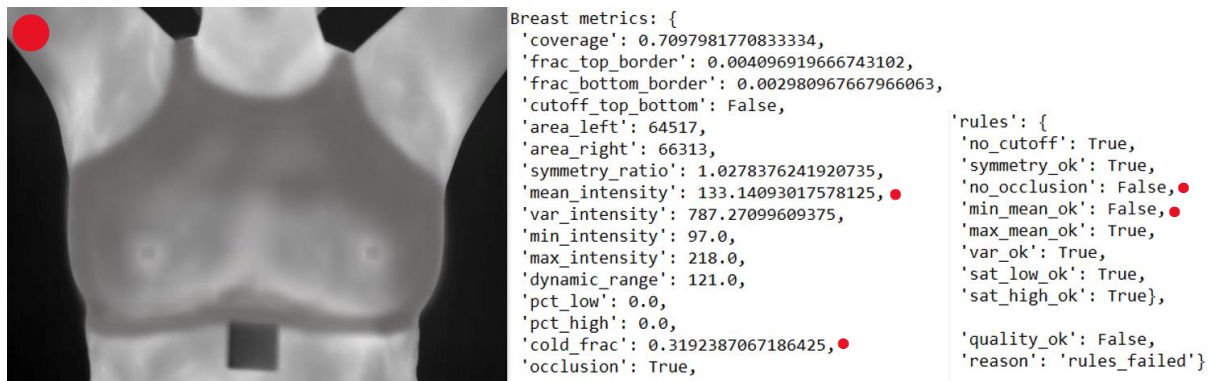 Breast metrics: {
'coverage': 0.7097981770833334,
'frac_top_border': 0.004096919666743102,
'frac_bottom_border': 0.002980967667966063,
'cutoff_top_bottom': False,
'area_left': 64517,
'area_right': 66313,
'symmetry_ratio': 1.0278376241920735,
'mean_intensity': 133.14093017578125,
'var_intensity': 787.27099609375,
'min_intensity': 97.0,
'max_intensity': 218.0,
'dynamic_range': 121.0,
'pct_low': 0.0,
'pct_high': 0.0,
'cold_frac': 0.3192387067186425,
'occlusion': True,
'rules': {
'no_cutoff': True,
'symmetry_ok': True,
'no_occlusion': False,
'min_mean_ok': False,
'max_mean_ok': True,
'var_ok': True,
'sat_low_ok': True,
'sat_high_ok': True},
'quality_ok': False,
'reason': 'rules_failed'}